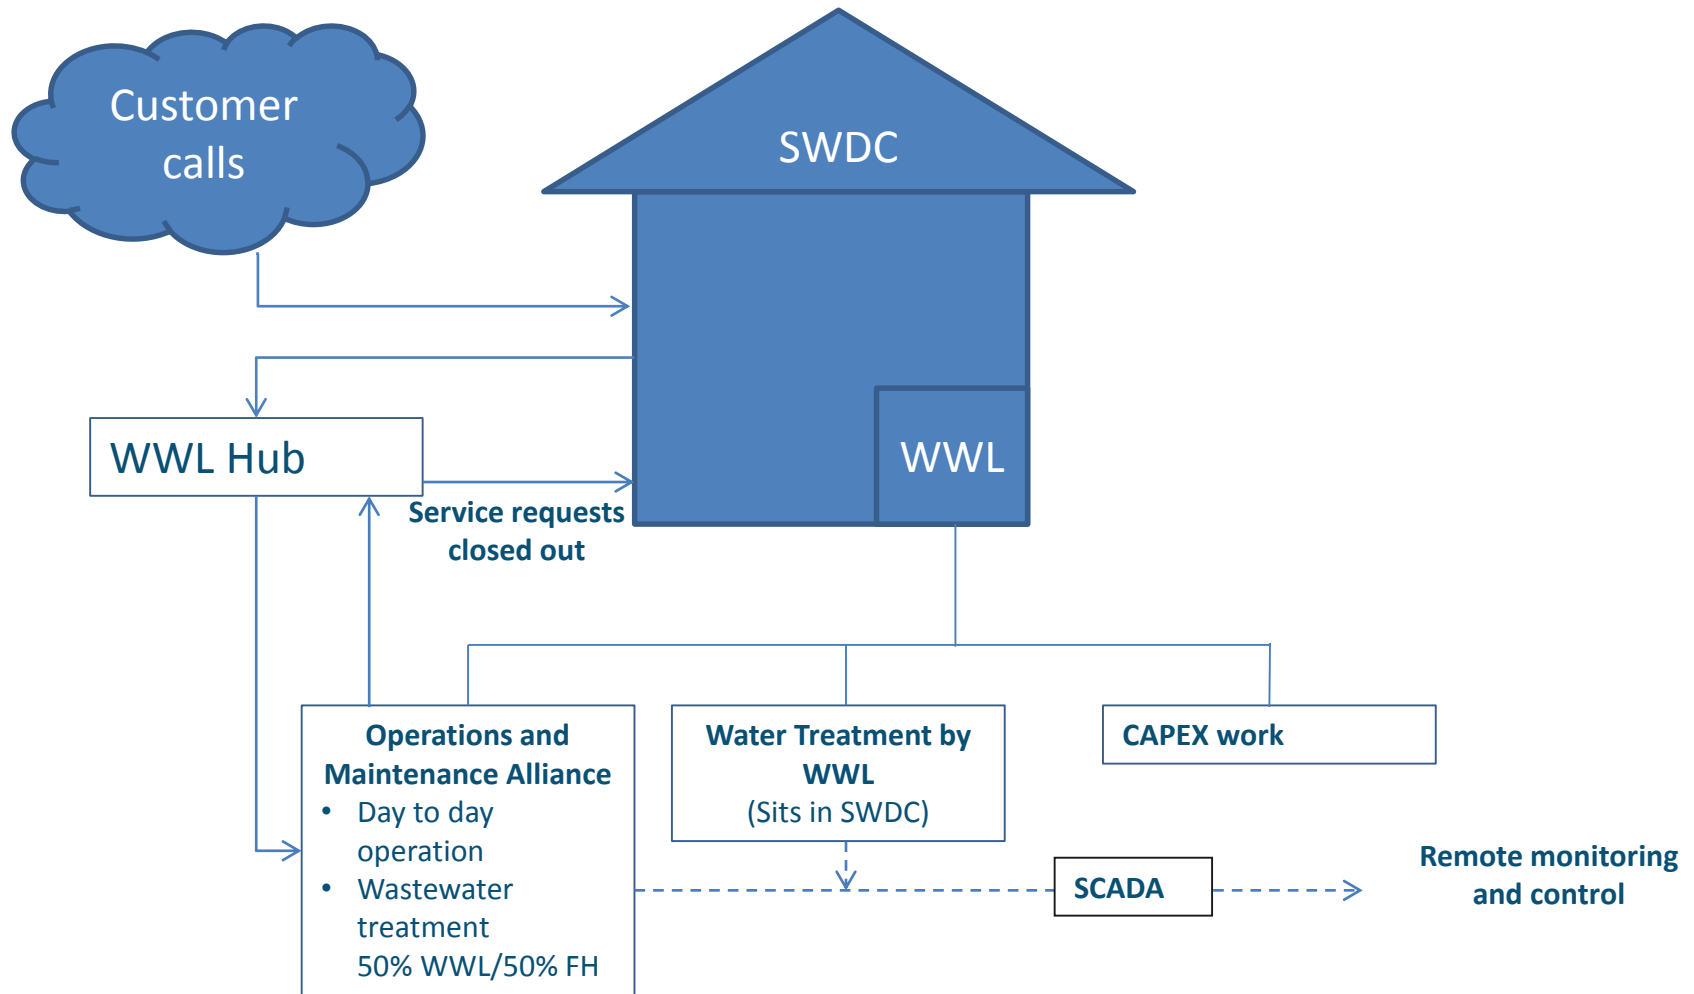 Customer
calls
SWDC
WWL
WWL Hub
Service requests
closed out
Operations and
Maintenance Alliance
• Day to day
operation
• Wastewater
treatment
50% WWL/50% FH
Water Treatment by
WWL
(Sits in SWDC)
CAPEX work
SCADA
Remote monitoring
and control